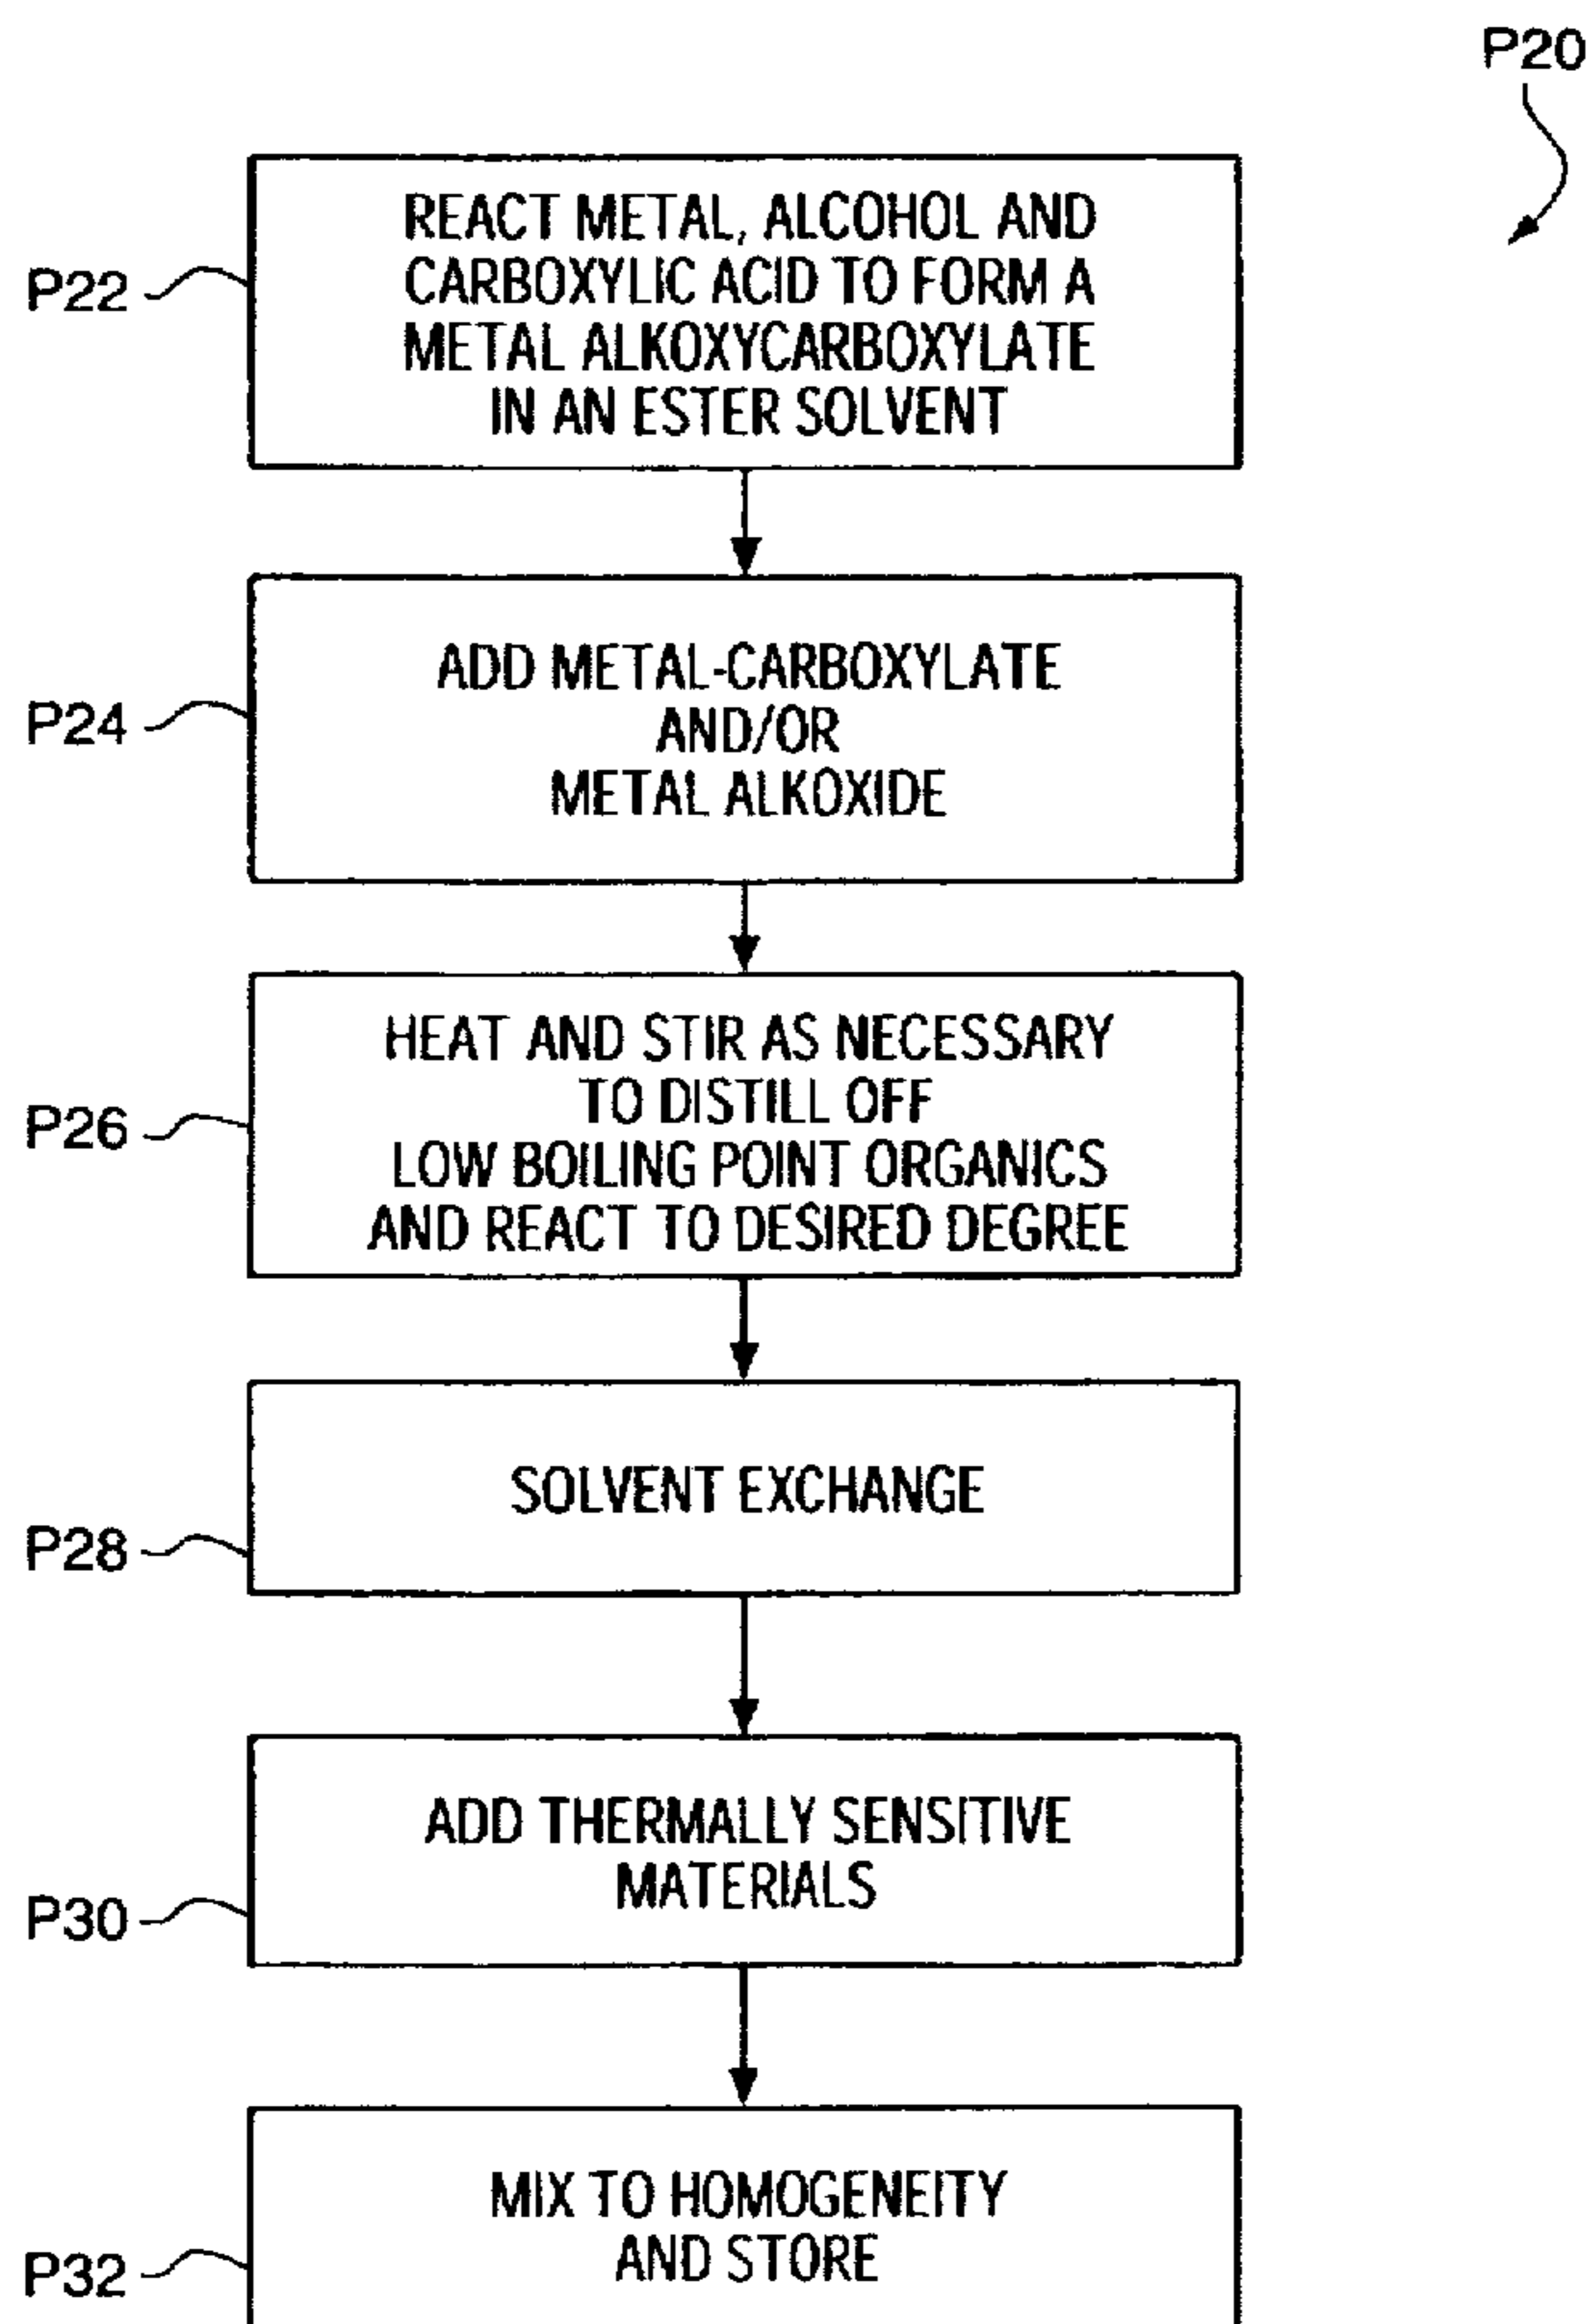 P20
P22
REACT METAL, ALCOHOL AND
CARBOXYLIC ACID TO FORM A
METAL ALKOXYCARBOXYLATE
IN AN ESTER SOLVENT
P24
ADD METAL-CARBOXYLATE
AND/OR
METAL ALKOXIDE
P26
HEAT AND STIR AS NECESSARY
TO DISTILL OFF
LOW BOILING POINT ORGANICS
AND REACT TO DESIRED DEGREE
P28
SOLVENT EXCHANGE
P30
ADD THERMALLY SENSITIVE
MATERIALS
P32
MIX TO HOMOGENEITY
AND STORE